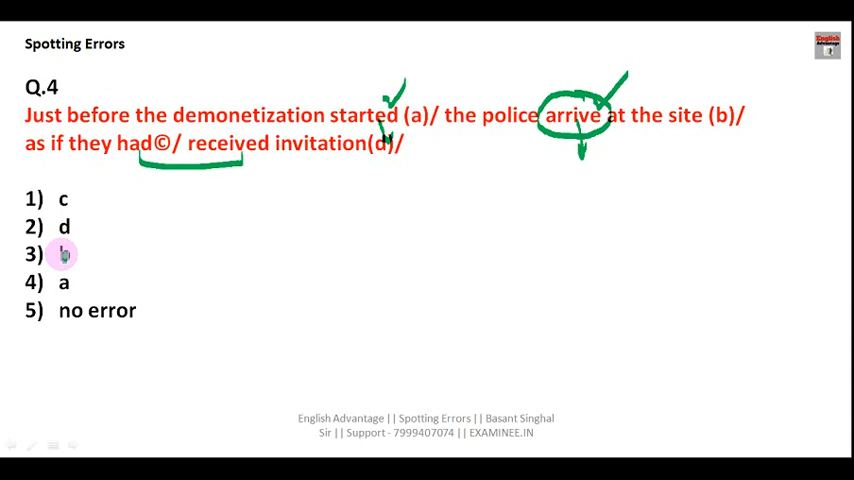 Spotting Errors
English
Advantage
Q.4
Just before the demonetization started (a)/ the police arrive at the site (b)/
as if they had©/ received invitation(d)/
1) c
2) d
3) b
4) a
5) no error
English Advantage || Spotting Errors || Basant Singhal
Sir || Support - 7999407074 || EXAMINEE.IN